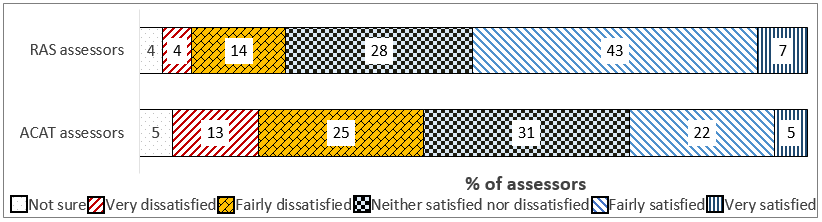 RAS assessors 4 4 14 28 43 7
ACAT assessors 5 13 25 31 22 5
% of assessors
Not sure Very dissatisfied Fairly dissatisfied Neither satisfied nor dissatisfied Fairly satisfied Very satisfied